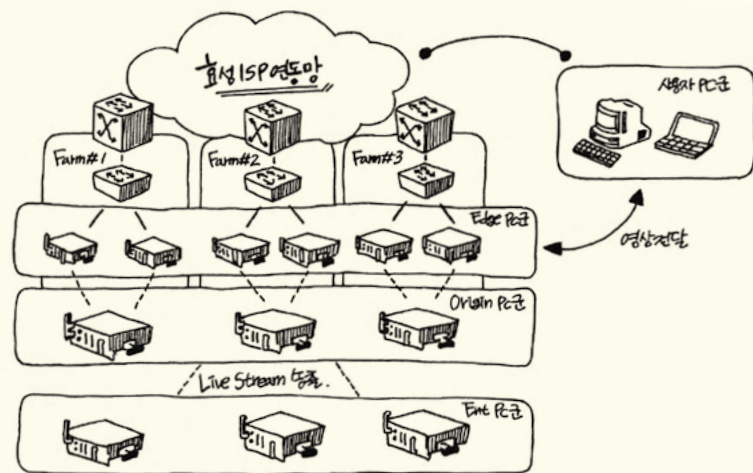 효성ISP연동망
사용자 PC군
Farm#1
Farm#2
Farm#3
Edge PC군
영상전달
Origin PC군
Live Stream 송출.
Ent PC군